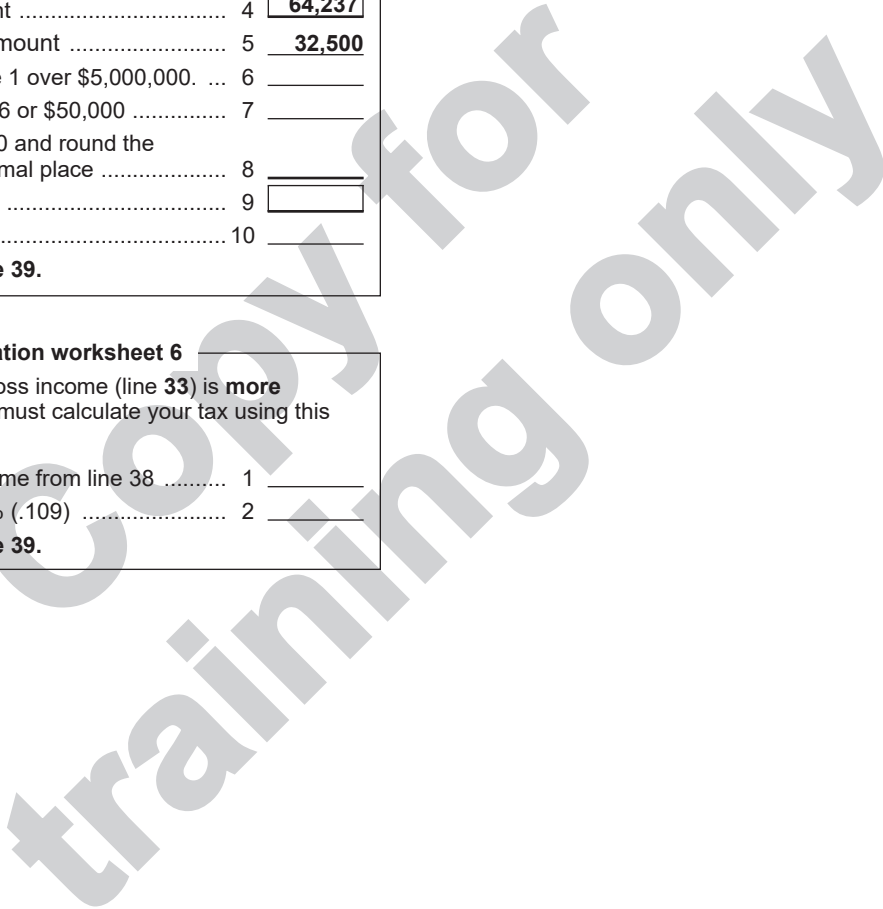 nt ................................... 4 64,237
mount ......................... 5 32,500
e 1 over $5,000,000. ... 6
6 or $50,000 ............... 7
0 and round the
mal place .................... 8
................................... 9
.................................... 10
e 39.
ation worksheet 6
oss income (line 33) is more
must calculate your tax using this
me from line 38 .......... 1
% (.109) ....................... 2
e 39.
Copy for
training only